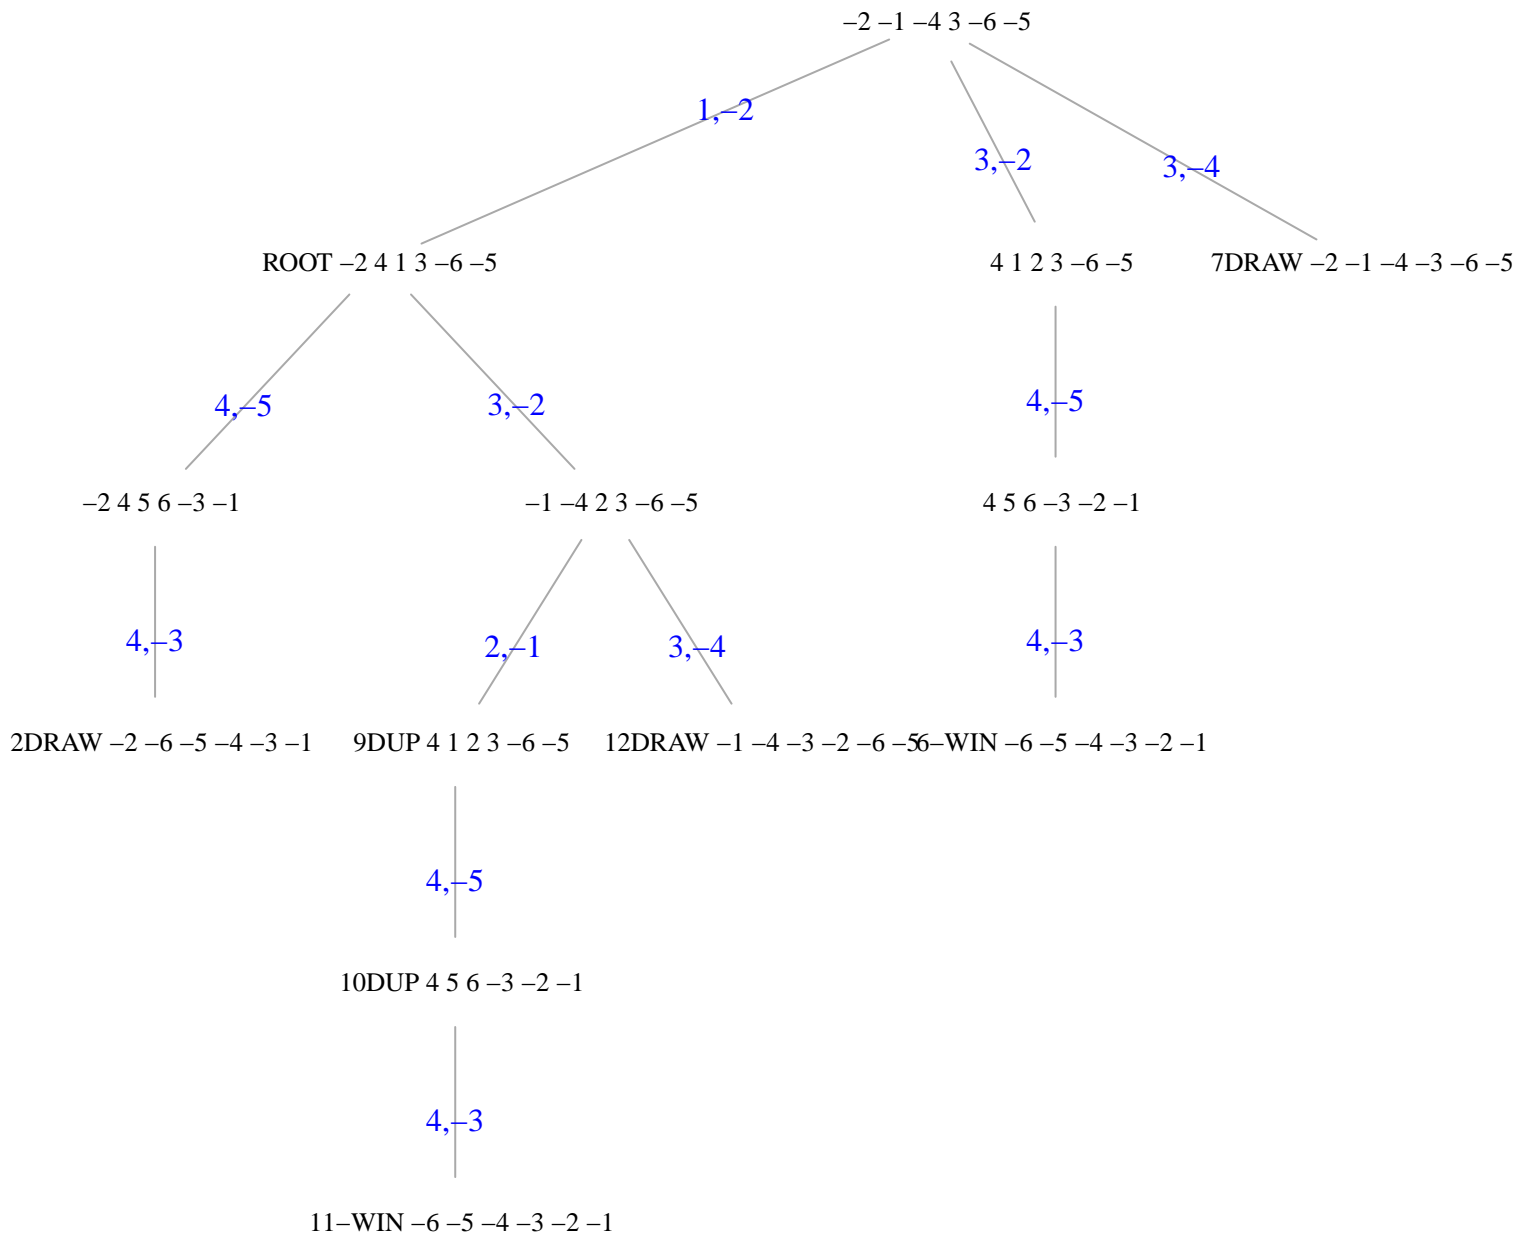 –2 –1 –4 3 –6 –5
1,–2
3,–2
3,–4
ROOT –2 4 1 3 –6 –5
4 1 2 3 –6 –5
7DRAW –2 –1 –4 –3 –6 –5
4,–5
3,–2
4,–5
–2 4 5 6 –3 –1
–1 –4 2 3 –6 –5
4 5 6 –3 –2 –1
4,–3
2,–1
3,–4
4,–3
2DRAW –2 –6 –5 –4 –3 –1
9DUP 4 1 2 3 –6 –5
12DRAW –1 –4 –3 –2 –6 –5
6–WIN –6 –5 –4 –3 –2 –1
4,–5
10DUP 4 5 6 –3 –2 –1
4,–3
11–WIN –6 –5 –4 –3 –2 –1